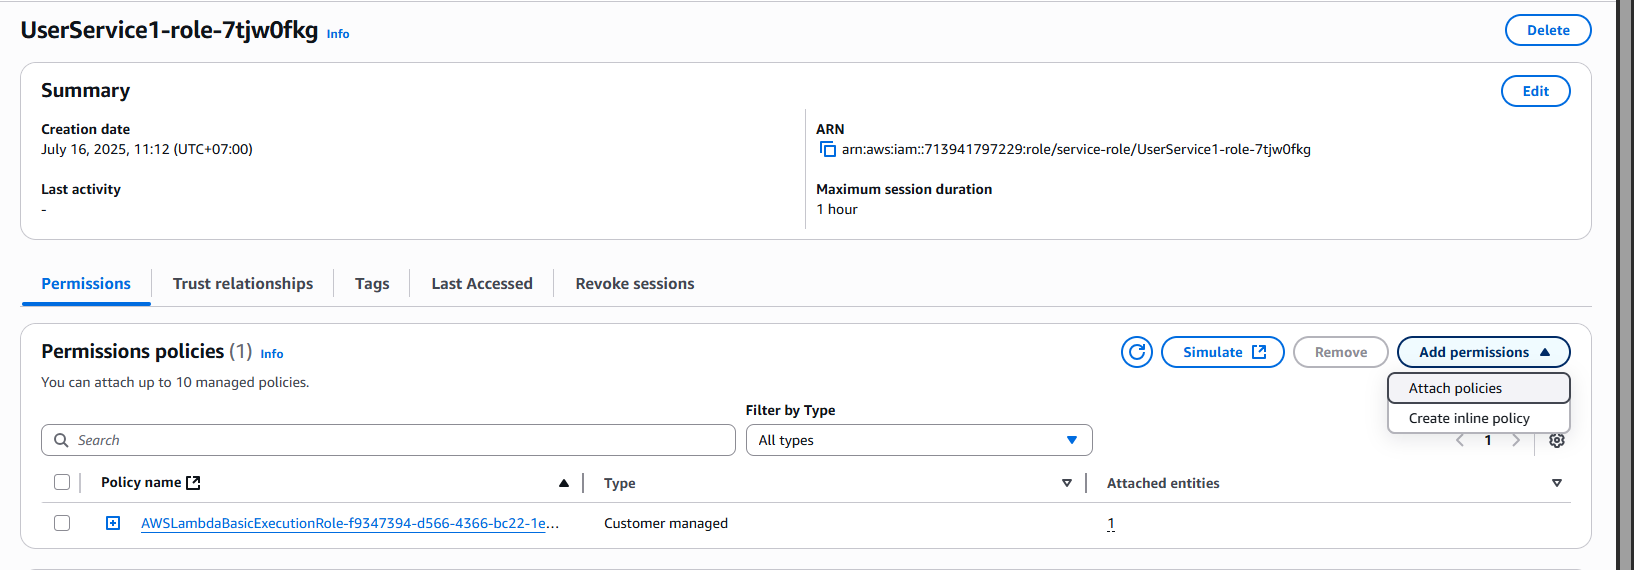 UserService1-role-7tjw0fkg Info
Delete
Summary
Edit
Creation date
July 16, 2025, 11:12 (UTC+07:00)
ARN
arn:aws:iam::713941797229:role/service-role/UserService1-role-7tjw0fkg
Last activity
-
Maximum session duration
1 hour
Permissions
Trust relationships
Tags
Last Accessed
Revoke sessions
Permissions policies (1) Info
Simulate
Remove
Add permissions
You can attach up to 10 managed policies.
Attach policies
Create inline policy
Filter by Type
Search
All types
1
Policy name
Type
Attached entities
AWSLambdaBasicExecutionRole-f9347394-d566-4366-bc22-1e...
Customer managed
1